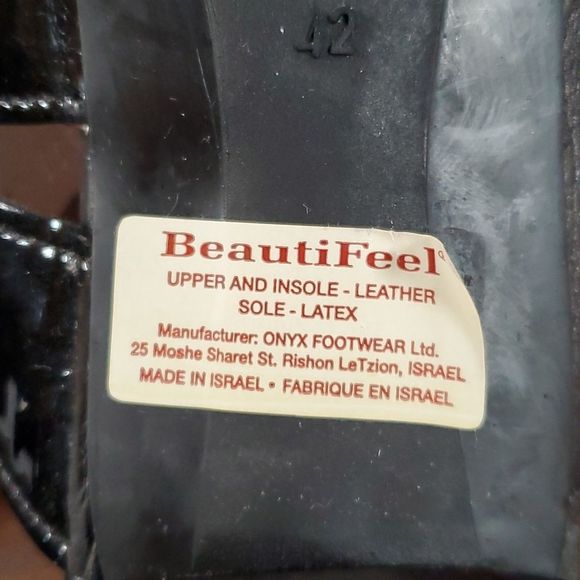 42
BeautiFeel
UPPER AND INSOLE - LEATHER
SOLE - LATEX
Manufacturer: ONYX FOOTWEAR Ltd.
25 Moshe Sharet St. Rishon LeTzion, ISRAEL
MADE IN ISRAEL • FABRIQUE EN ISRAEL